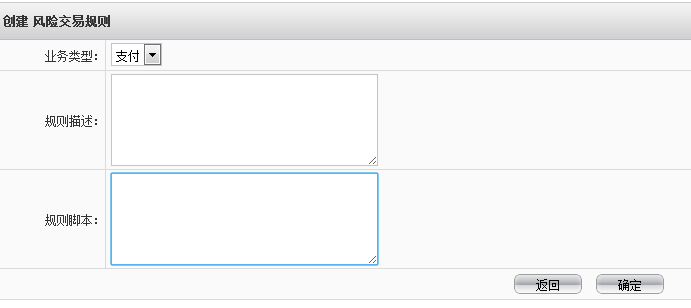 创建 风险交易规则
业务类型： 支付
规则描述：
规则脚本：
返回 确定